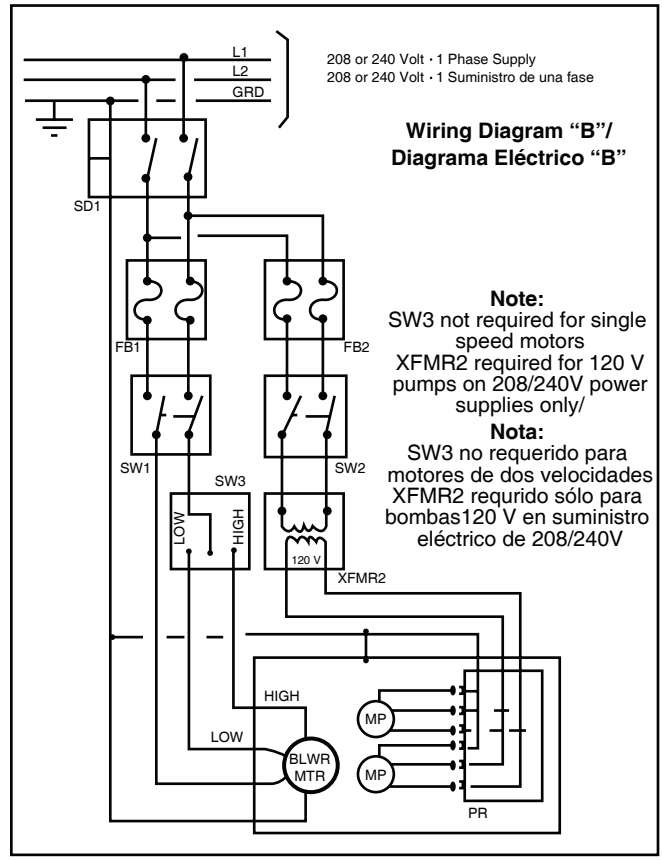 L1
L2
GRD
208 or 240 Volt · 1 Phase Supply
208 or 240 Volt · 1 Suministro de una fase
Wiring Diagram “B”/
Diagrama Eléctrico “B”
SD1
FB1
FB2
Note:
SW3 not required for single
speed motors
XFMR2 required for 120 V
pumps on 208/240V power
supplies only/
Nota:
SW3 no requerido para
motores de dos velocidades
XFMR2 requrido sólo para
bombas120 V en suministro
eléctrico de 208/240V
SW1
SW2
SW3
LOW
HIGH
120 V
XFMR2
HIGH
LOW
BLWR
MTR
MP
MP
PR